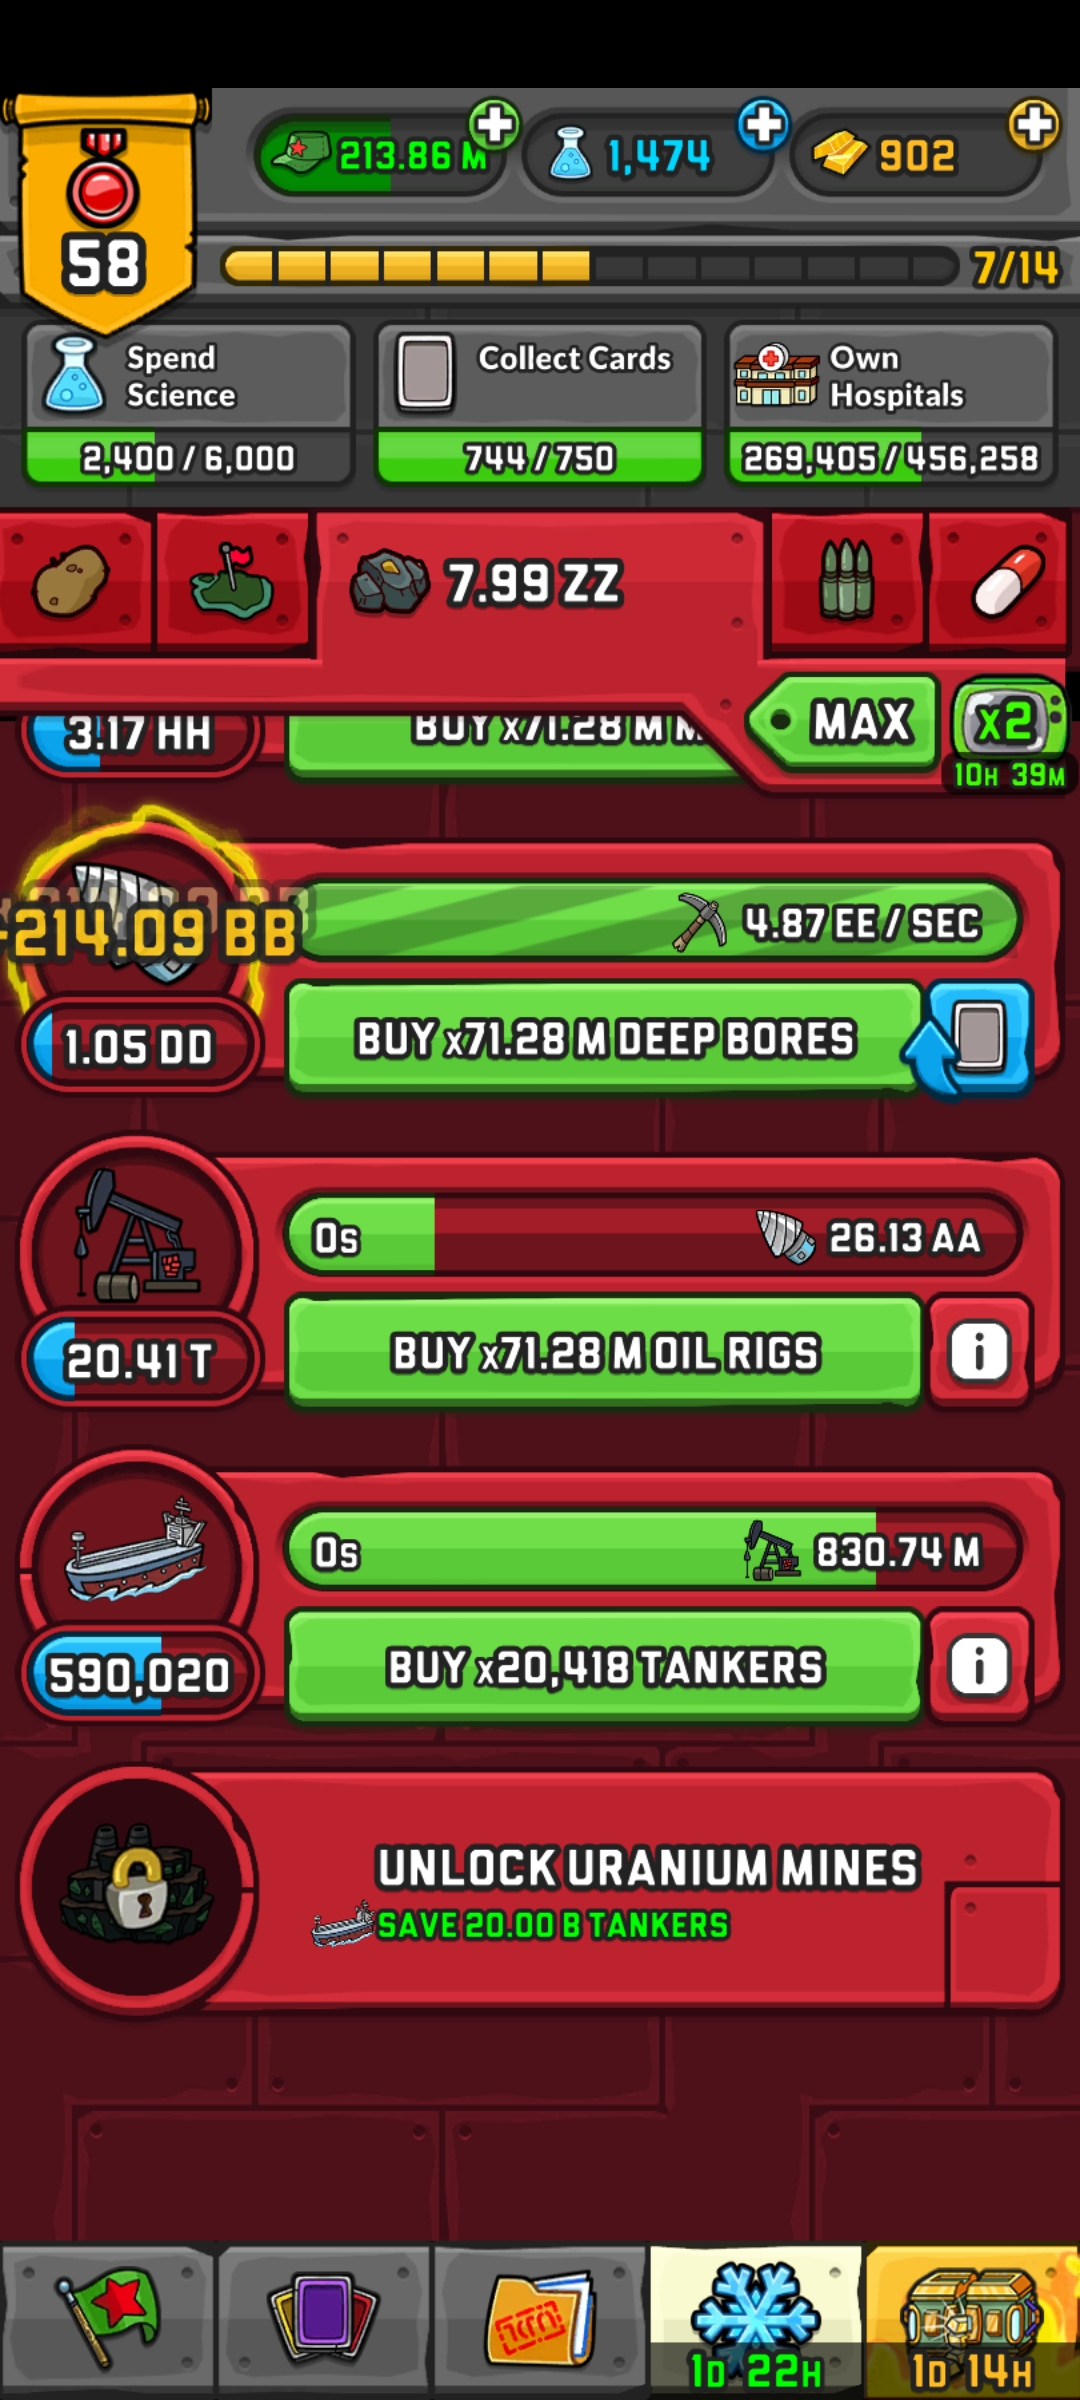 58
213.86 M
1,474
902
7/14
Spend Science
2,400 / 6,000
Collect Cards
744 / 750
Own Hospitals
269,405 / 456,258
7.99 ZZ
MAX
x2
10H 39M
3.17 HH
BUY x71.28 M M
214.09 BB
4.87 EE / SEC
1.05 DD
BUY x71.28 M DEEP BORES
0s
26.13 AA
20.41 T
BUY x71.28 M OIL RIGS
i
0s
830.74 M
590,020
BUY x20,418 TANKERS
i
UNLOCK URANIUM MINES
SAVE 20.00 B TANKERS
1D 22H
1D 14H